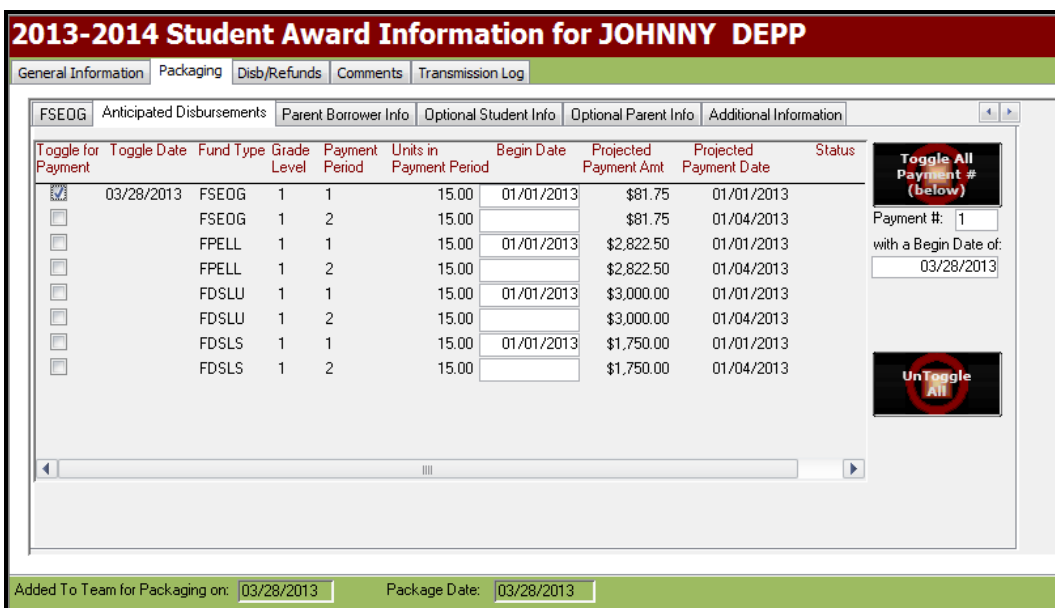 2013-2014 Student Award Information for JOHNNY DEPP
General Information Packaging Disb/Refunds Comments Transmission Log
FSEOG Anticipated Disbursements Parent Borrower Info Optional Student Info Optional Parent Info Additional Information
Toggle for Toggle Date Fund Type Grade Payment Units in Begin Date Projected Projected Status
Payment Level Period Payment Period Payment Amt Payment Date
03/28/2013 FSEOG 1 1 15.00 01/01/2013 $81.75 01/01/2013
FSEOG 1 2 15.00 $81.75 01/04/2013
FPELL 1 1 15.00 01/01/2013 $2,822.50 01/01/2013
FPELL 1 2 15.00 $2,822.50 01/04/2013
FDSLU 1 1 15.00 01/01/2013 $3,000.00 01/01/2013
FDSLU 1 2 15.00 $3,000.00 01/04/2013
FDSLS 1 1 15.00 01/01/2013 $1,750.00 01/01/2013
FDSLS 1 2 15.00 $1,750.00 01/04/2013
Toggle All
Payment #
(below)
Payment #: 1
with a Begin Date of:
03/28/2013
UnToggle
All
Added To Team for Packaging on: 03/28/2013 Package Date: 03/28/2013